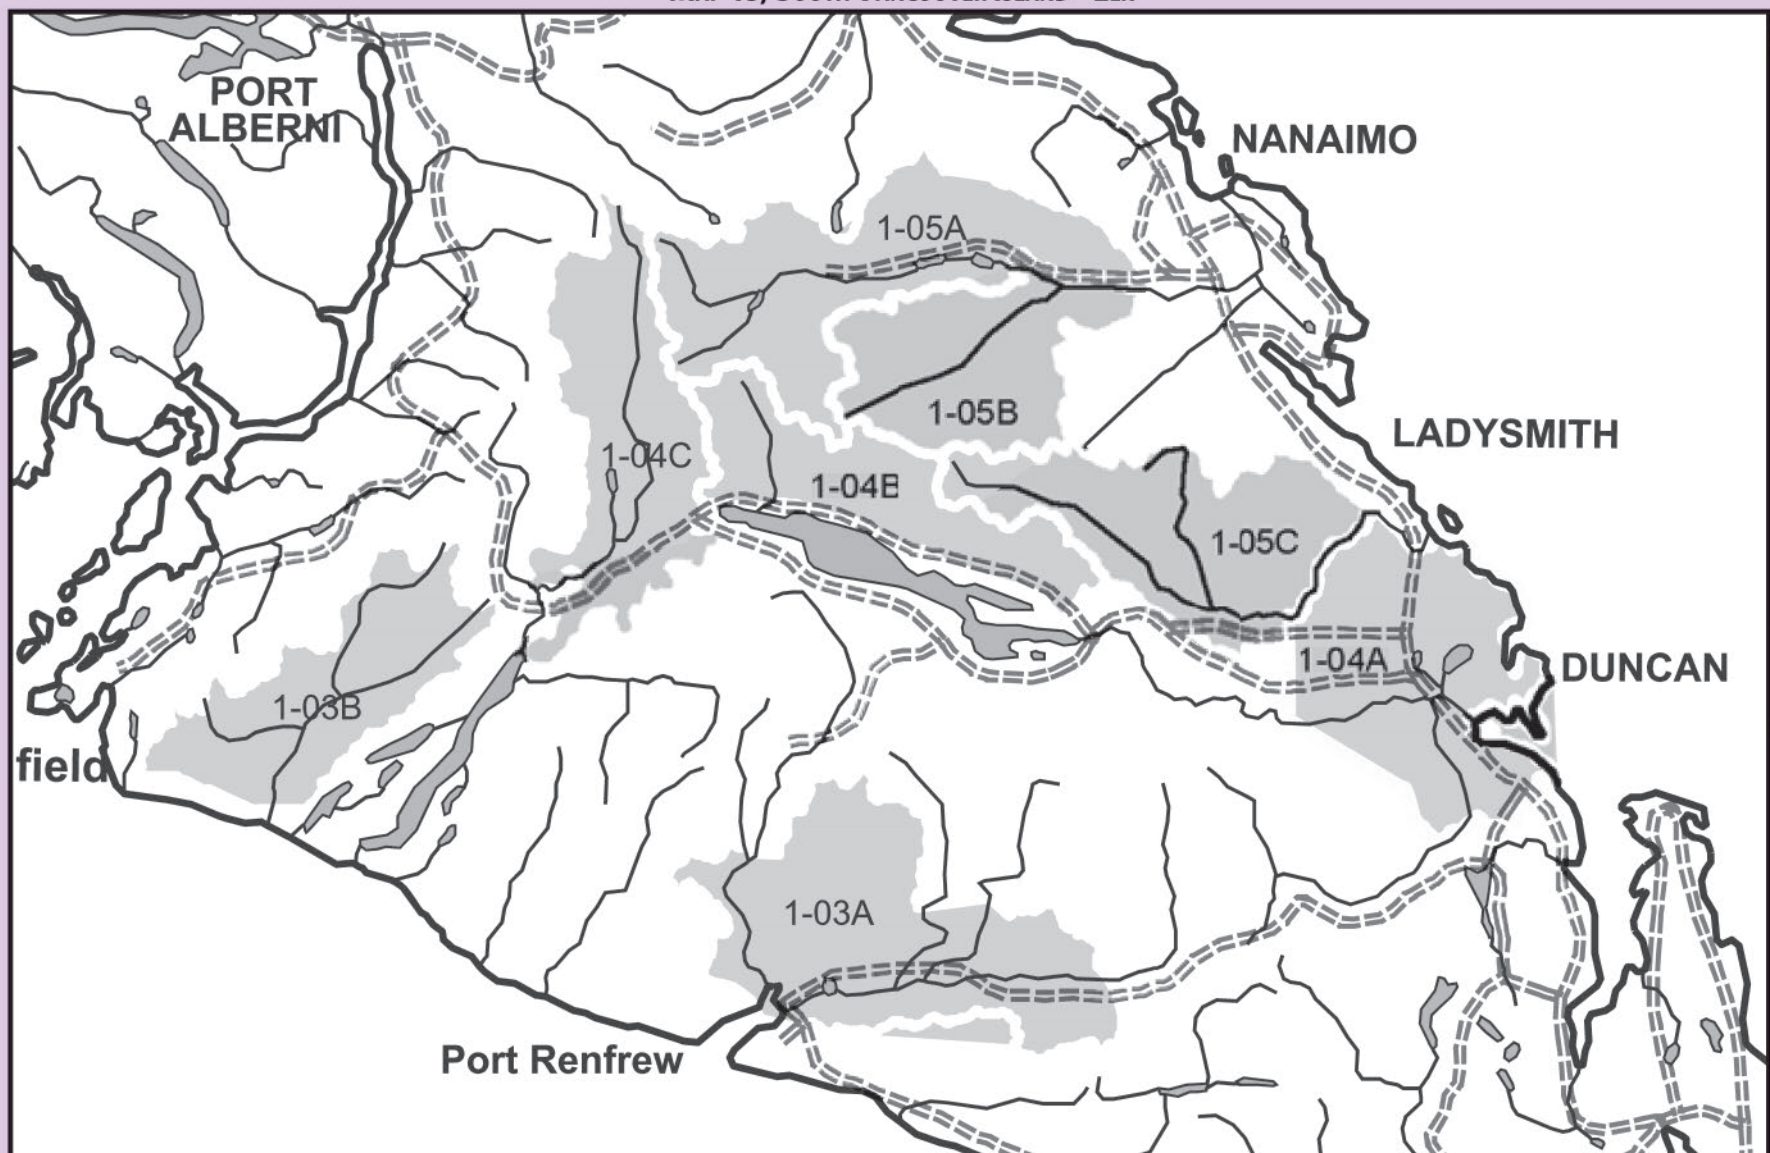 PORT
ALBERNI
NANAIMO
1-05A
1-05B
LADYSMITH
1-04C
1-04B
1-05C
1-04A
DUNCAN
1-03B
field
1-03A
Port Renfrew